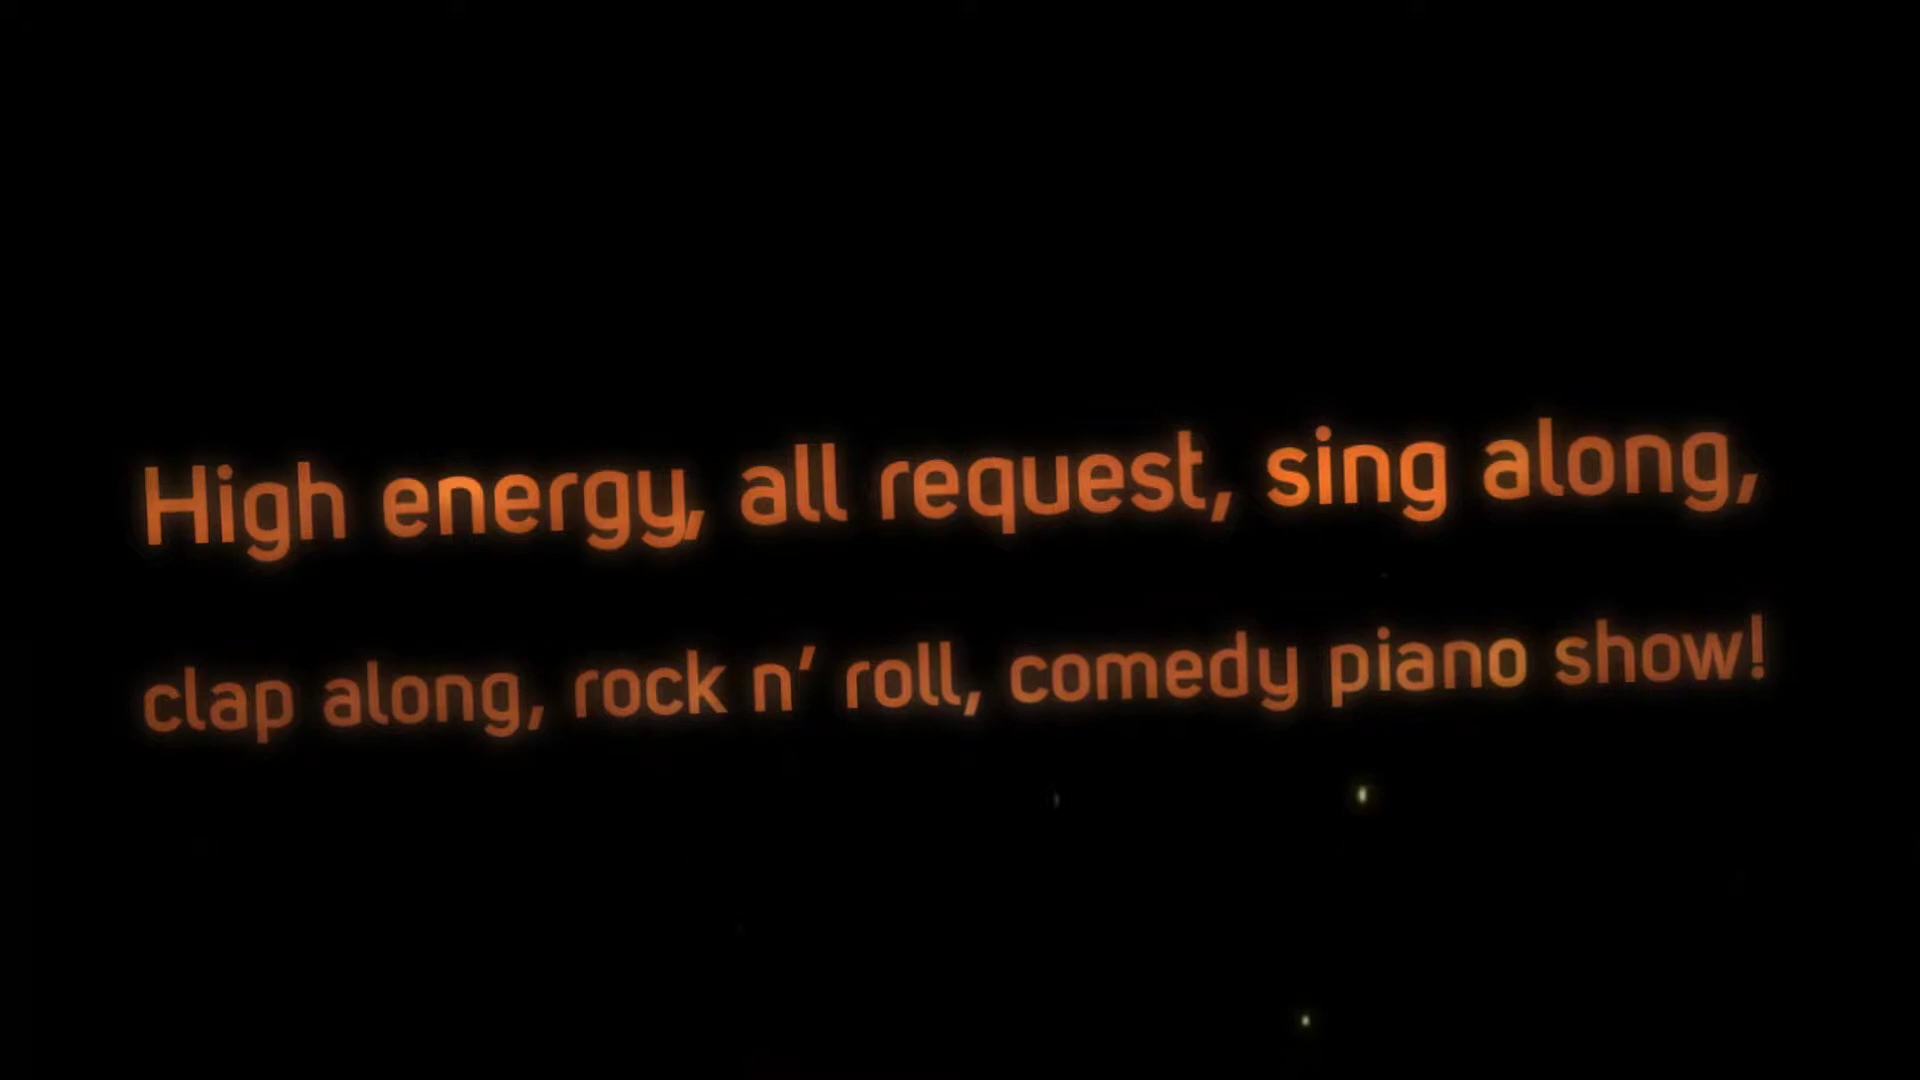 High energy, all request, sing along,
clap along, rock n’ roll, comedy piano show!